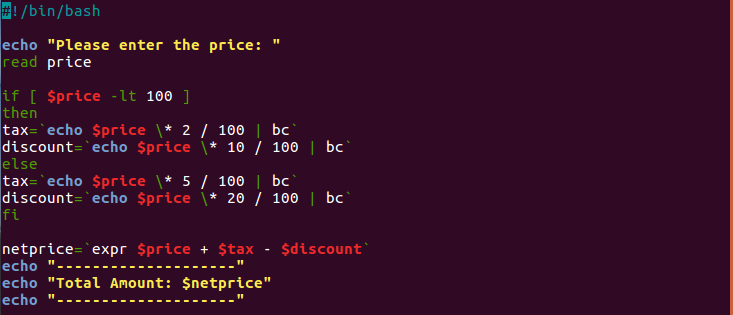 #!/bin/bash
echo "Please enter the price: "
read price
if [ $price -lt 100 ]
then
tax=`echo $price \* 2 / 100 | bc`
discount=`echo $price \* 10 / 100 | bc`
else
tax=`echo $price \* 5 / 100 | bc`
discount=`echo $price \* 20 / 100 | bc`
fi
netprice=`expr $price + $tax - $discount`
echo "--------------------"
echo "Total Amount: $netprice"
echo "--------------------"